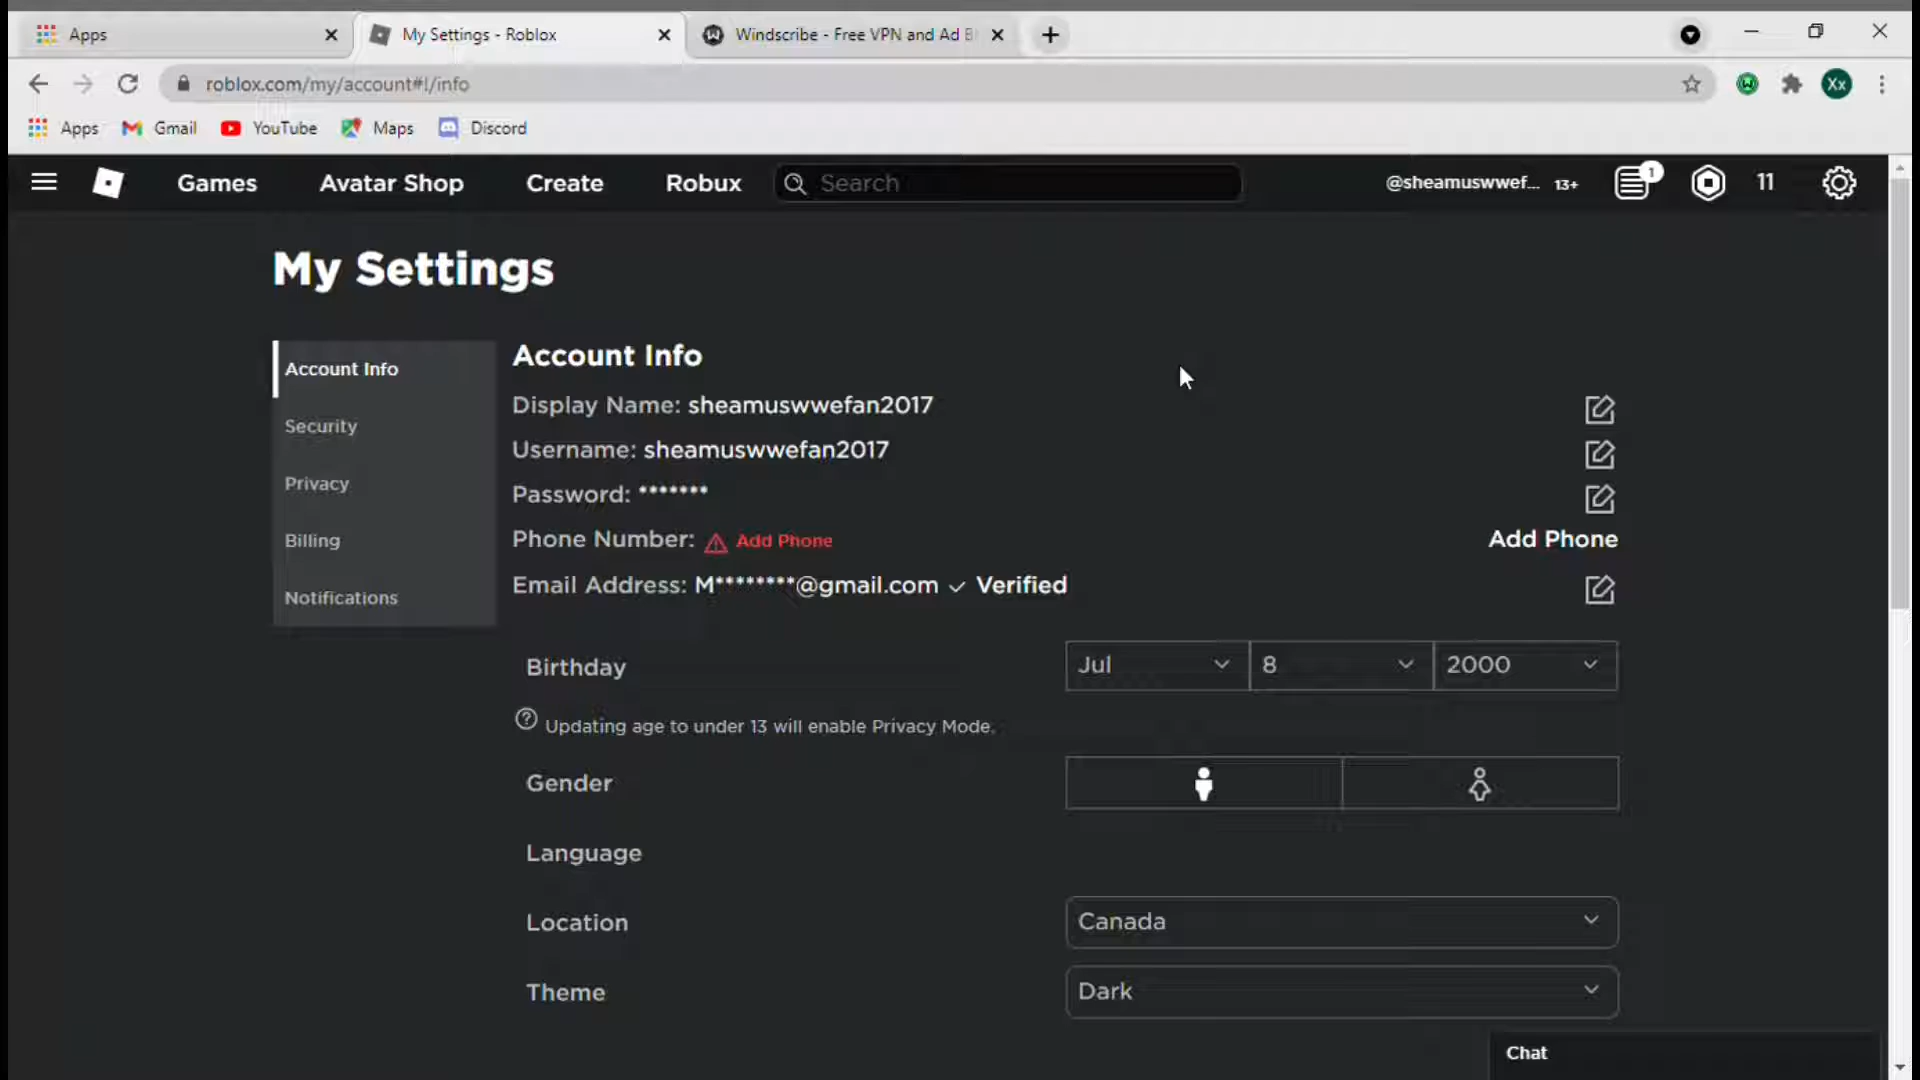 Apps
My Settings - Roblox
Windscribe - Free VPN and Ad B
roblox.com/my/account#!/info
Xx
Apps
Gmail
YouTube
Maps
Discord
Games
Avatar Shop
Create
Robux
Search
@sheamuswwef... 13+
1
11
My Settings
Account Info
Security
Privacy
Billing
Notifications
Account Info
Display Name: sheamuswwefan2017
Username: sheamuswwefan2017
Password: *******
Phone Number: Add Phone
Add Phone
Email Address: M********@gmail.com ✓ Verified
Birthday
Jul
8
2000
Updating age to under 13 will enable Privacy Mode.
Gender
Language
Location
Canada
Theme
Dark
Chat